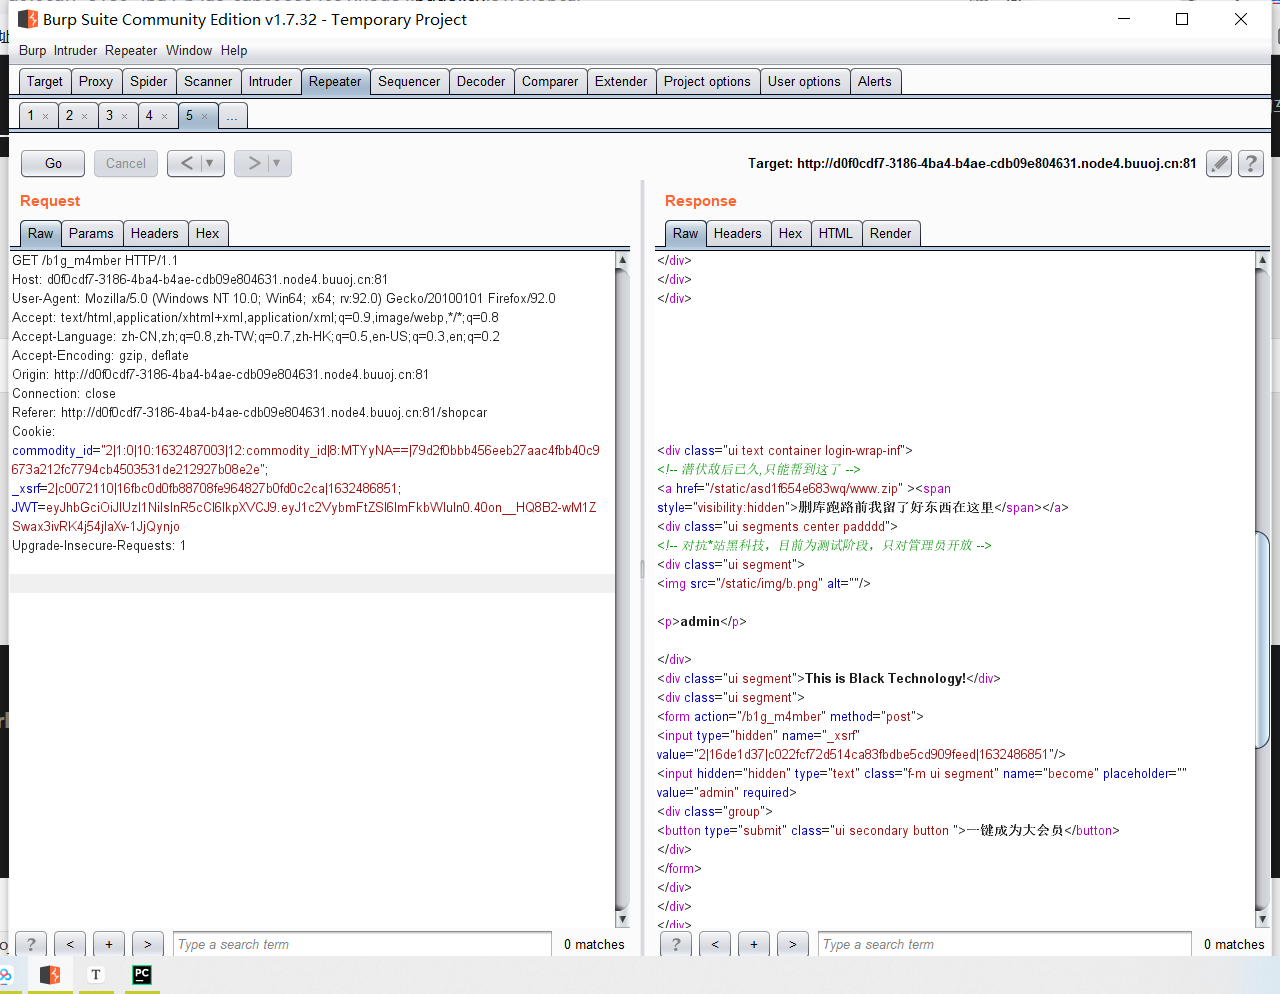 Burp Suite Community Edition v1.7.32 - Temporary Project
Burp Intruder Repeater Window Help
Target Proxy Spider Scanner Intruder Repeater Sequencer Decoder Comparer Extender Project options User options Alerts
1 × 2 × 3 × 4 × 5 × ...
Go Cancel < | ▼ > | ▼ Target: http://d0f0cdf7-3186-4ba4-b4ae-cdb09e804631.node4.buuoj.cn:81 ?
Request
Raw Params Headers Hex
GET /b1g_m4mber HTTP/1.1
Host: d0f0cdf7-3186-4ba4-b4ae-cdb09e804631.node4.buuoj.cn:81
User-Agent: Mozilla/5.0 (Windows NT 10.0; Win64; x64; rv:92.0) Gecko/20100101 Firefox/92.0
Accept: text/html,application/xhtml+xml,application/xml;q=0.9,image/webp,*/*;q=0.8
Accept-Language: zh-CN,zh;q=0.8,zh-TW;q=0.7,zh-HK;q=0.5,en-US;q=0.3,en;q=0.2
Accept-Encoding: gzip, deflate
Origin: http://d0f0cdf7-3186-4ba4-b4ae-cdb09e804631.node4.buuoj.cn:81
Connection: close
Referer: http://d0f0cdf7-3186-4ba4-b4ae-cdb09e804631.node4.buuoj.cn:81/shopcar
Cookie:
commodity_id="2|1:0|10:1632487003|12:commodity_id|8:MTYyNA==|79d2f0bbb456eeb27aac4fbb40c9
673a212fc7794cb4503531de212927b08e2e";
_xsrf=2|c0072110|16fbc0d0fb88708fe964827b0fd0c2ca|1632486851;
JWT=eyJhbGciOiJIUzI1NiIsInR5cCI6IkpXVCJ9.eyJ1c2VybmFtZSI6ImFkbWluIn0.40on__HQ8B2-wM1Z
Swax3ivRK4j54jlaXv-1JjQynjo
Upgrade-Insecure-Requests: 1
? < + > Type a search term 0 matches
Response
Raw Headers Hex HTML Render
</div>
</div>
</div>
<div class="ui text container login-wrap-inf">
<!-- 潜伏敌后已久,只能帮到这了 -->
<a href="/static/asd1f654e683wq/www.zip" ><span
style="visibility:hidden">删库跑路前我留了好东西在这里</span></a>
<div class="ui segments center padddd">
<!-- 对抗*站黑科技，目前为测试阶段，只对管理员开放 -->
<div class="ui segment">
<img src="/static/img/b.png" alt=""/>
<p>admin</p>
</div>
<div class="ui segment">This is Black Technology!</div>
<div class="ui segment">
<form action="/b1g_m4mber" method="post">
<input type="hidden" name="_xsrf"
value="2|16de1d37|c022fcf72d514ca83fbdbe5cd909feed|1632486851"/>
<input hidden="hidden" type="text" class="f-m ui segment" name="become" placeholder=""
value="admin" required>
<div class="group">
<button type="submit" class="ui secondary button ">一键成为大会员</button>
</div>
</form>
</div>
</div>
</div>
? < + > Type a search term 0 matches
T PC